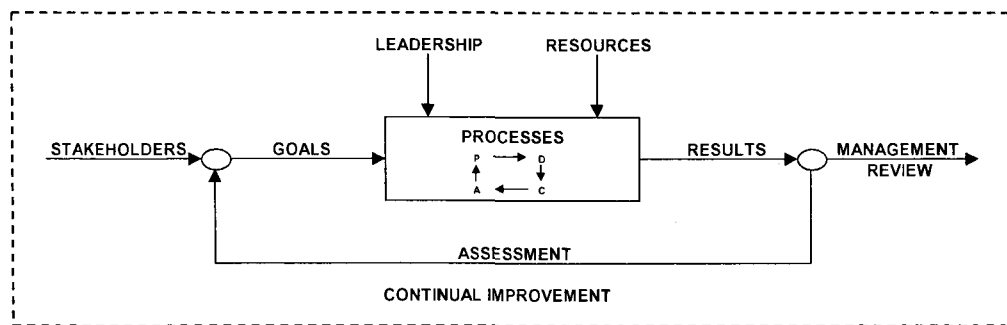 LEADERSHIP RESOURCES
PROCESSES
STAKEHOLDERS GOALS P D RESULTS MANAGEMENT
A C REVIEW
ASSESSMENT
CONTINUAL IMPROVEMENT